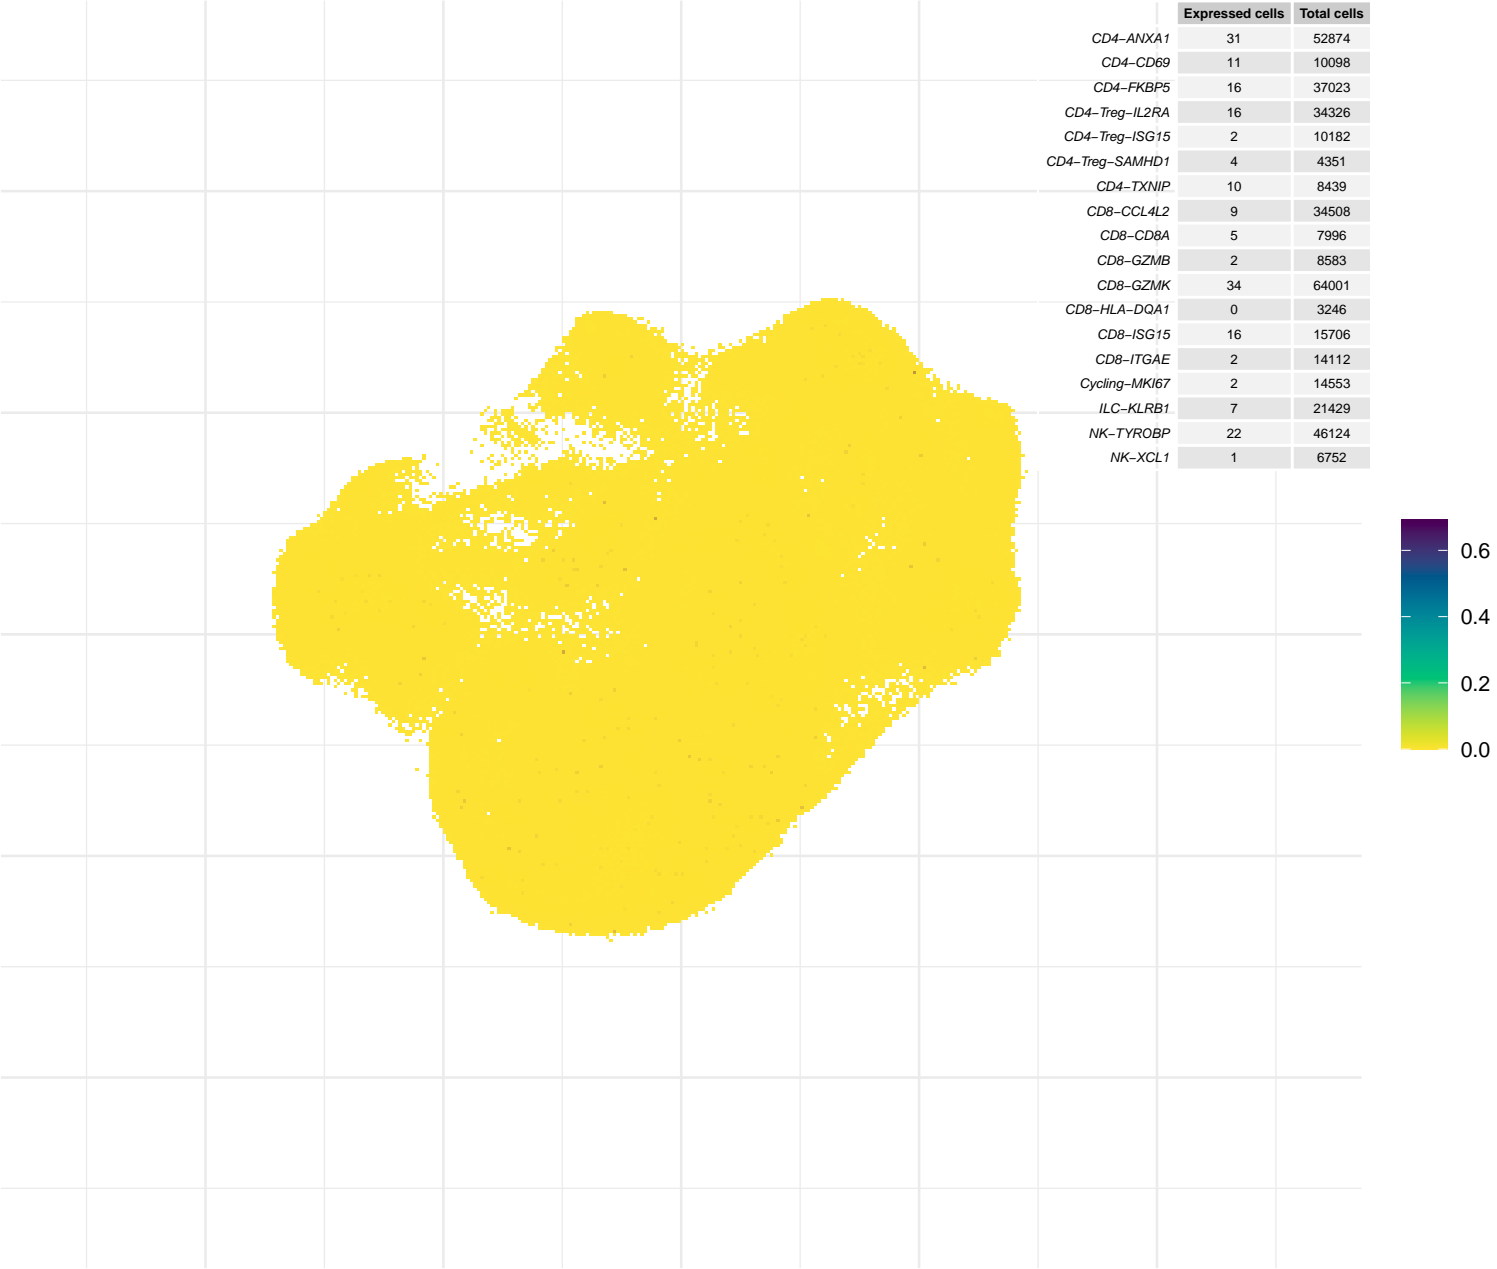 Expressed cells Total cells
CD4−ANXA1 31 52874
CD4−CD69 11 10098
CD4−FKBP5 16 37023
CD4−Treg−IL2RA 16 34326
CD4−Treg−ISG15 2 10182
CD4−Treg−SAMHD1 4 4351
CD4−TXNIP 10 8439
CD8−CCL4L2 9 34508
CD8−CD8A 5 7996
CD8−GZMB 2 8583
CD8−GZMK 34 64001
CD8−HLA−DQA1 0 3246
CD8−ISG15 16 15706
CD8−ITGAE 2 14112
Cycling−MKI67 2 14553
ILC−KLRB1 7 21429
NK−TYROBP 22 46124
NK−XCL1 1 6752
0.6
0.4
0.2
0.0